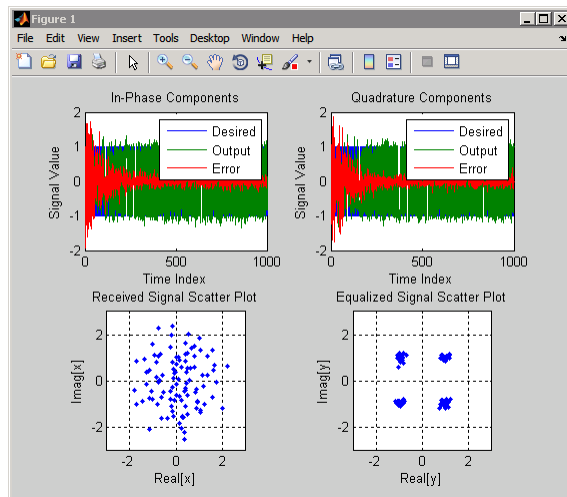 Figure 1
File Edit View Insert Tools Desktop Window Help
In-Phase Components
2
1
0
-1
-2
Signal Value
Desired
Output
Error
0 500 1000
Time Index
Quadrature Components
2
1
0
-1
-2
Signal Value
Desired
Output
Error
0 500 1000
Time Index
Received Signal Scatter Plot
2
0
-2
Imag[x]
-2 0 2
Real[x]
Equalized Signal Scatter Plot
2
0
-2
Imag[y]
-2 0 2
Real[y]